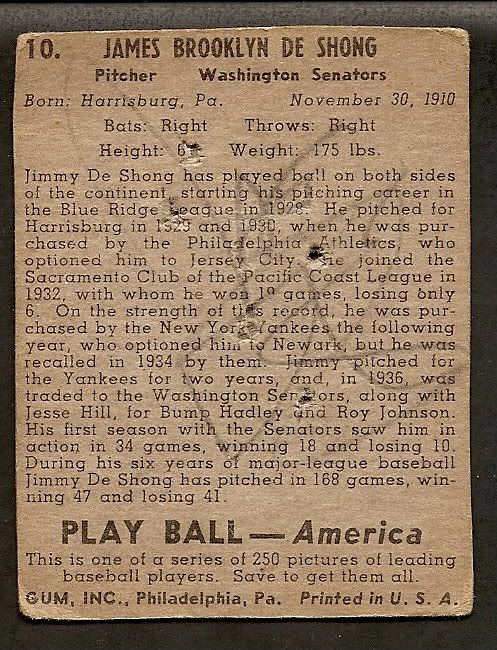 10. JAMES BROOKLYN DE SHONG
Pitcher Washington Senators
Born: Harrisburg, Pa. November 30, 1910
Bats: Right Throws: Right
Height: 6 Weight: 175 lbs.
Jimmy De Shong has played ball on both sides
of the continent, starting his pitching career in
the Blue Ridge League in 1928. He pitched for
Harrisburg in 1929 and 1930, when he was pur-
chased by the Philadelphia Athletics, who
optioned him to Jersey City. He joined the
Sacramento Club of the Pacific Coast League in
1932, with whom he won 19 games, losing only
6. On the strength of this record, he was pur-
chased by the New York Yankees the following
year, who optioned him to Newark, but he was
recalled in 1934 by them. Jimmy pitched for
the Yankees for two years, and, in 1936, was
traded to the Washington Senators, along with
Jesse Hill, for Bump Hadley and Roy Johnson.
His first season with the Senators saw him in
action in 34 games, winning 18 and losing 10.
During his six years of major-league baseball
Jimmy De Shong has pitched in 168 games, win-
ning 47 and losing 41.
PLAY BALL — America
This is one of a series of 250 pictures of leading
baseball players. Save to get them all.
GUM, INC., Philadelphia, Pa. Printed in U. S. A.